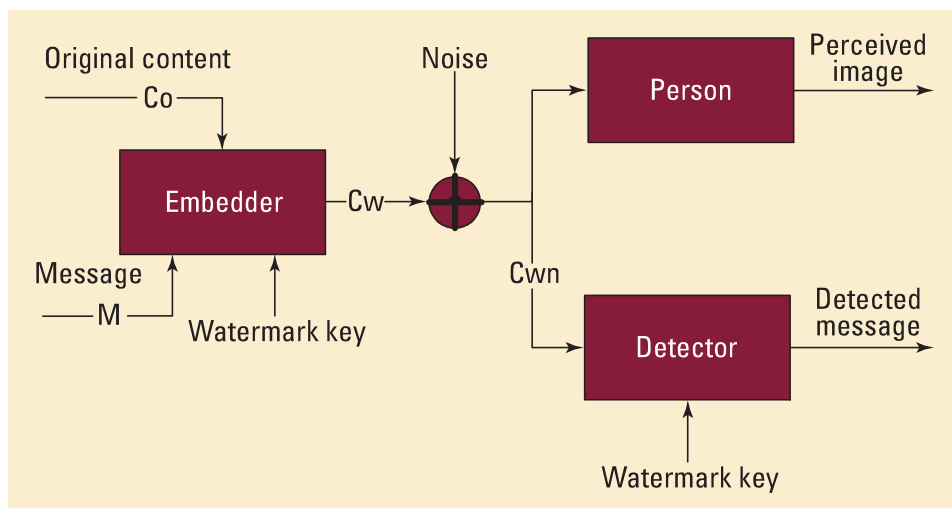 Original content
Co
Noise
Perceived
image
Person
Embedder
Cw
Message
M
Watermark key
Cwn
Detected
message
Detector
Watermark key